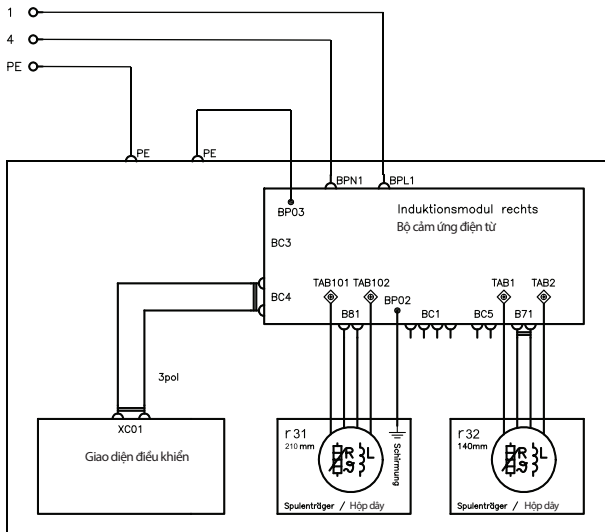 1
4
PE
PE
PE
BPN1
BPL1
BP03
Induktionsmodul rechts
Bộ cảm ứng điện từ
BC3
BC4
TAB101
TAB102
BP02
TAB1
TAB2
B81
BC1
BC5
B71
3pol
XC01
Giao diện điều khiển
r31
210 mm
R
ϑ
L
Schirmung
Spulenträger / Hộp dây
r32
140mm
R
ϑ
L
Spulenträger / Hộp dây